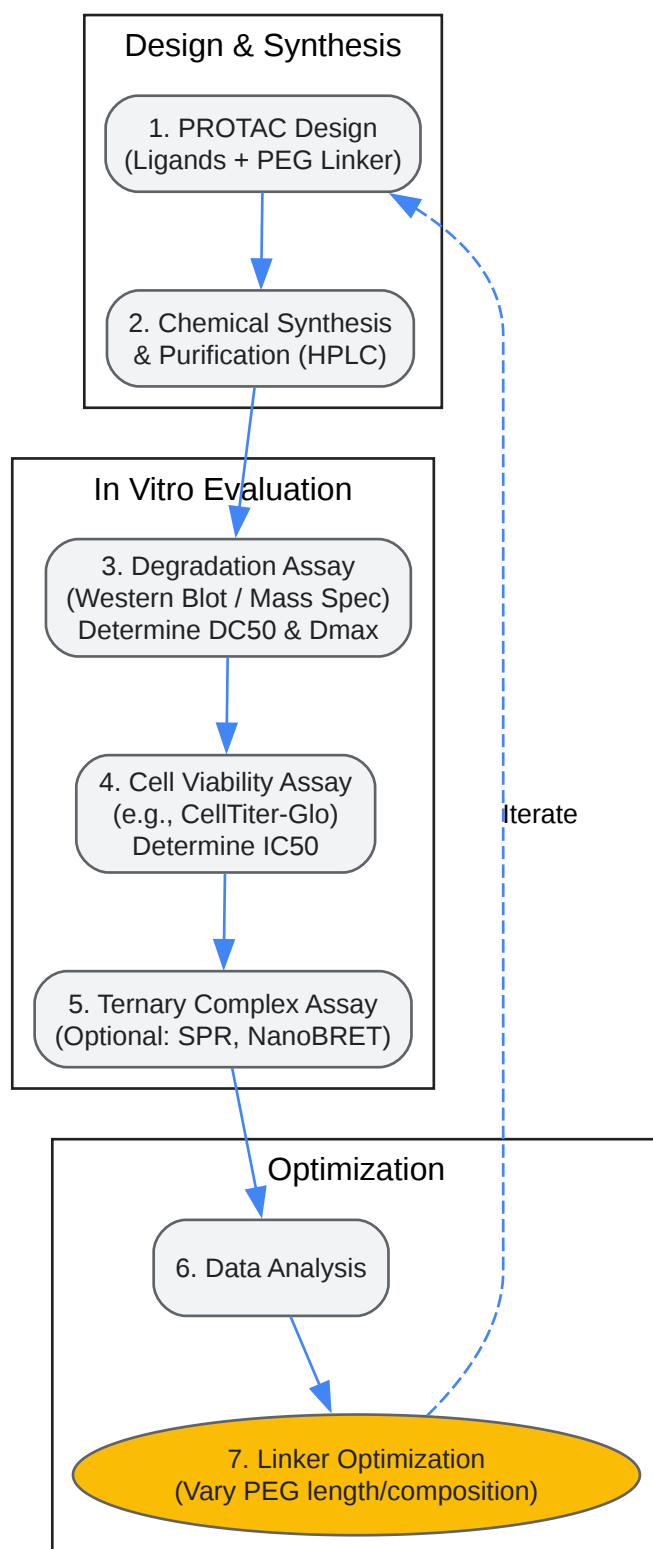 Design & Synthesis
1. PROTAC Design
(Ligands + PEG Linker)
2. Chemical Synthesis
& Purification (HPLC)
In Vitro Evaluation
3. Degradation Assay
(Western Blot / Mass Spec)
Determine DC50 & Dmax
4. Cell Viability Assay
(e.g., CellTiter-Glo)
Determine IC50
Iterate
5. Ternary Complex Assay
(Optional: SPR, NanoBRET)
Optimization
6. Data Analysis
7. Linker Optimization
(Vary PEG length/composition)